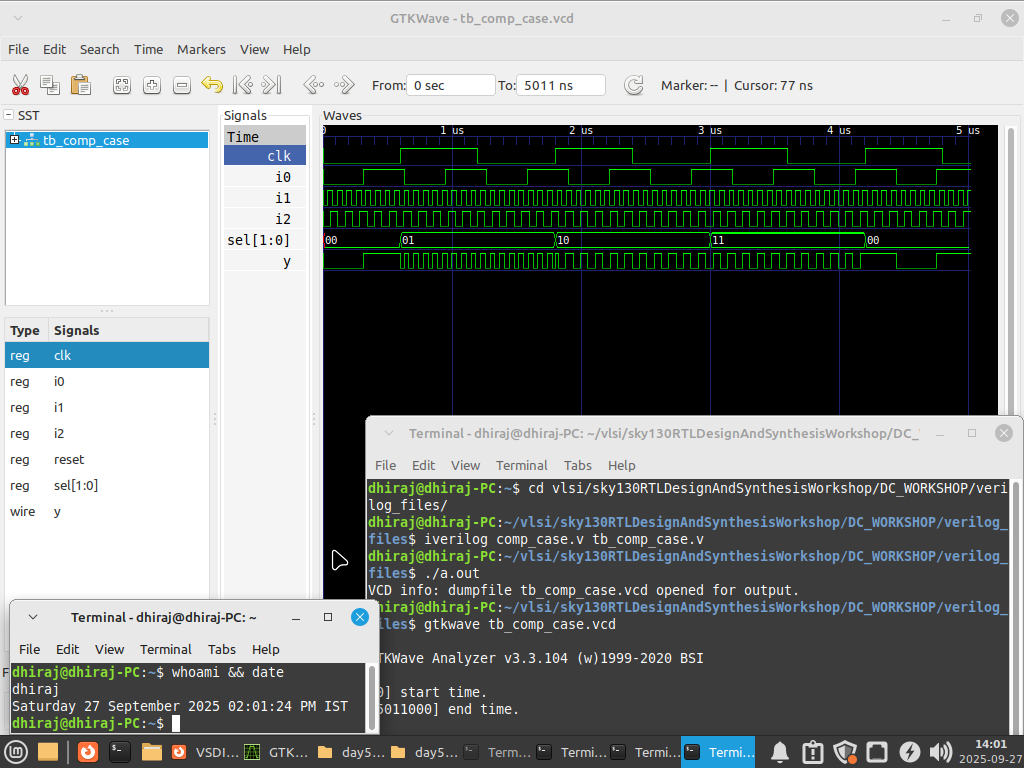 GTKWave - tb_comp_case.vcd
File Edit Search Time Markers View Help
From: 0 sec To: 5011 ns Marker: -- | Cursor: 77 ns
SST
tb_comp_case
Type Signals
reg clk
reg i0
reg i1
reg i2
reg reset
reg sel[1:0]
wire y
Signals
Time
clk
i0
i1
i2
sel[1:0]
y
Waves
0 1 us 2 us 3 us 4 us 5 us
00 01 10 11 00
Terminal - dhiraj@dhiraj-PC: ~/vlsi/sky130RTLDesignAndSynthesisWorkshop/DC_
File Edit View Terminal Tabs Help
dhiraj@dhiraj-PC:~$ cd vlsi/sky130RTLDesignAndSynthesisWorkshop/DC_WORKSHOP/veri
log_files/
dhiraj@dhiraj-PC:~/vlsi/sky130RTLDesignAndSynthesisWorkshop/DC_WORKSHOP/verilog_
files$ iverilog comp_case.v tb_comp_case.v
dhiraj@dhiraj-PC:~/vlsi/sky130RTLDesignAndSynthesisWorkshop/DC_WORKSHOP/verilog_
files$ ./a.out
VCD info: dumpfile tb_comp_case.vcd opened for output.
dhiraj@dhiraj-PC:~/vlsi/sky130RTLDesignAndSynthesisWorkshop/DC_WORKSHOP/verilog_
iles$ gtkwave tb_comp_case.vcd
TKWave Analyzer v3.3.104 (w)1999-2020 BSI
0] start time.
5011000] end time.
Terminal - dhiraj@dhiraj-PC: ~
File Edit View Terminal Tabs Help
dhiraj@dhiraj-PC:~$ whoami && date
dhiraj
Saturday 27 September 2025 02:01:24 PM IST
dhiraj@dhiraj-PC:~$
VSDI... GTK... day5... day5... Term... Termi... Termi... Termi...
14:01
2025-09-27